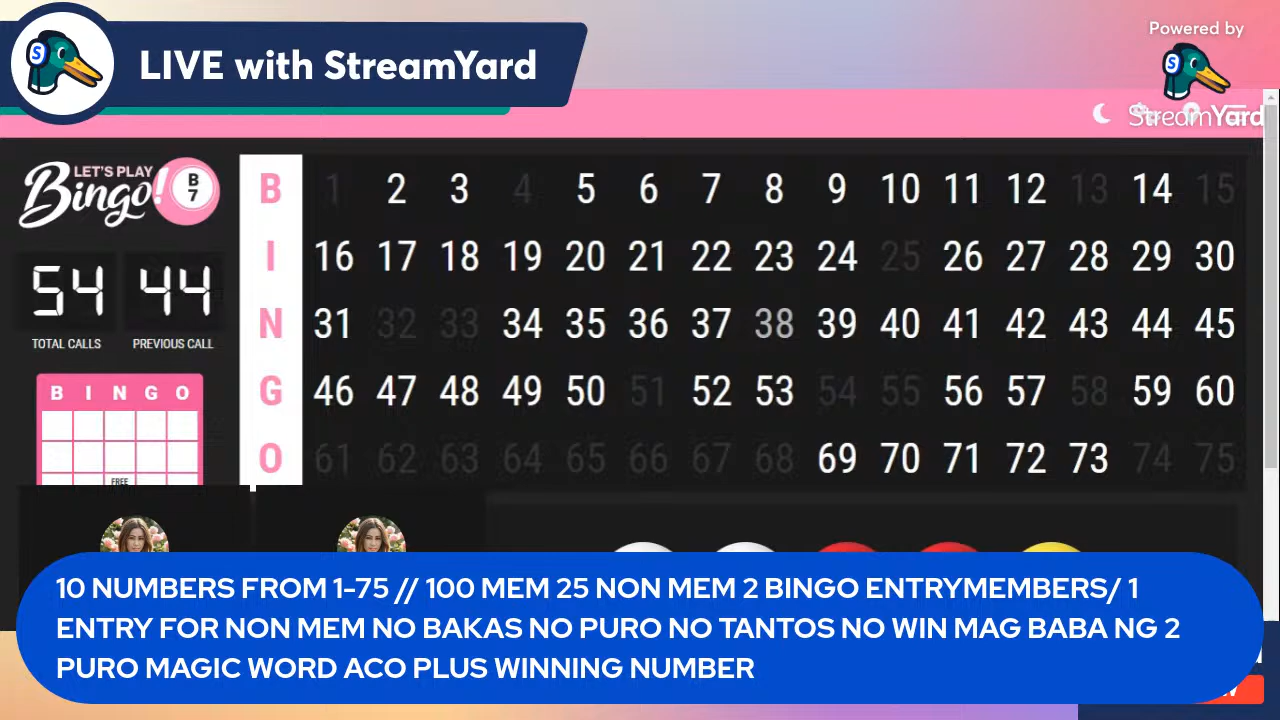 LIVE with StreamYard
Powered by
StreamYard
LET'S PLAY
Bingo!
B
7
54
44
TOTAL CALLS
PREVIOUS CALL
B I N G O
FREE
B 1 2 3 4 5 6 7 8 9 10 11 12 13 14 15
I 16 17 18 19 20 21 22 23 24 25 26 27 28 29 30
N 31 32 33 34 35 36 37 38 39 40 41 42 43 44 45
G 46 47 48 49 50 51 52 53 54 55 56 57 58 59 60
O 61 62 63 64 65 66 67 68 69 70 71 72 73 74 75
10 NUMBERS FROM 1-75 // 100 MEM 25 NON MEM 2 BINGO ENTRYMEMBERS/ 1
ENTRY FOR NON MEM NO BAKAS NO PURO NO TANTOS NO WIN MAG BABA NG 2
PURO MAGIC WORD ACO PLUS WINNING NUMBER